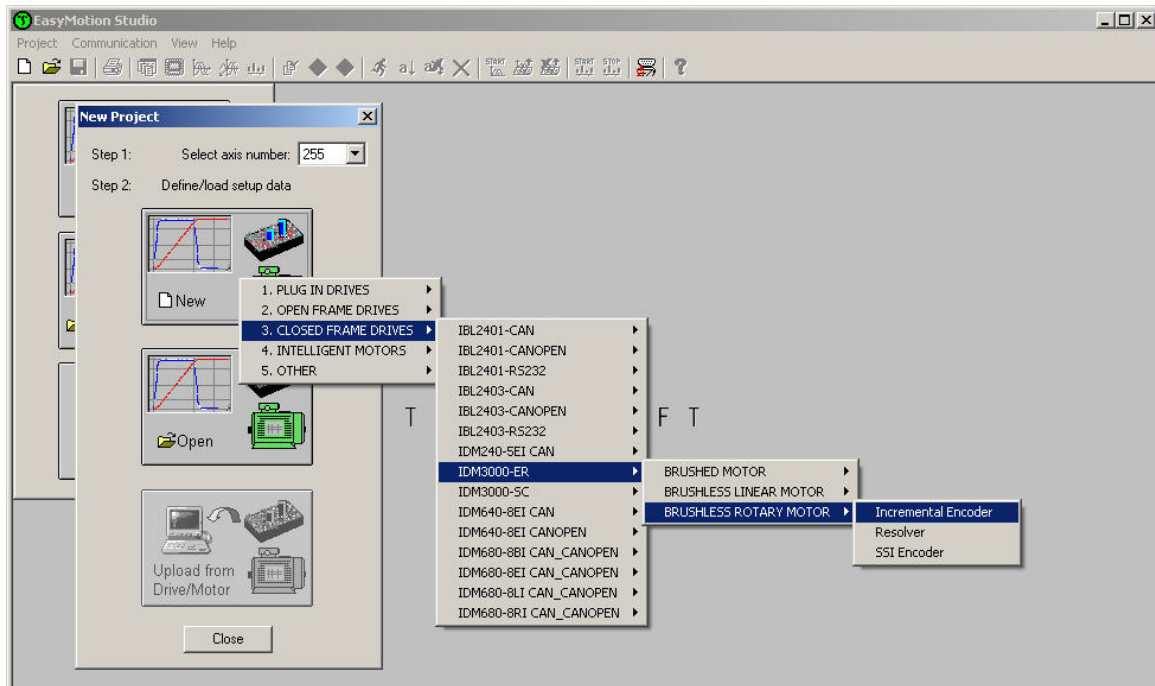 EasyMotion Studio
Project Communication View Help
a↓
START
START STOP
?
New Project
Step 1: Select axis number: 255
Step 2: Define/load setup data
New
1. PLUG IN DRIVES
2. OPEN FRAME DRIVES
3. CLOSED FRAME DRIVES
4. INTELLIGENT MOTORS
5. OTHER
IBL2401-CAN
IBL2401-CANOPEN
IBL2401-RS232
IBL2403-CAN
IBL2403-CANOPEN
IBL2403-RS232
IDM240-5EI CAN
IDM3000-ER
IDM3000-SC
IDM640-8EI CAN
IDM640-8EI CANOPEN
IDM680-8BI CAN_CANOPEN
IDM680-8EI CAN_CANOPEN
IDM680-8LI CAN_CANOPEN
IDM680-8RI CAN_CANOPEN
BRUSHED MOTOR
BRUSHLESS LINEAR MOTOR
BRUSHLESS ROTARY MOTOR
Incremental Encoder
Resolver
SSI Encoder
T F T
Open
Upload from
Drive/Motor
Close